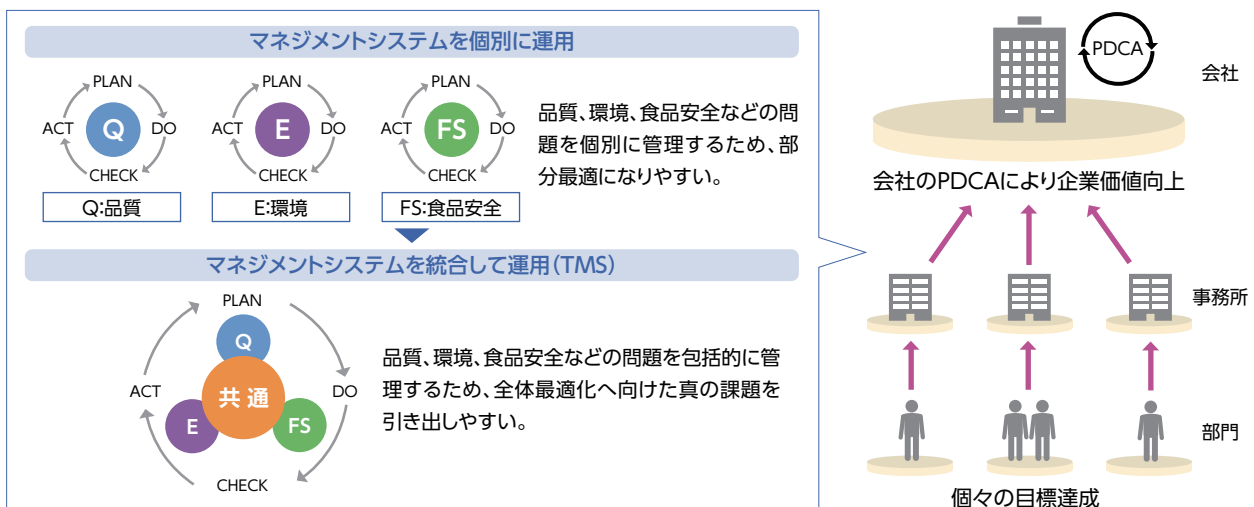 マネジメントシステムを個別に運用
PLAN
ACT
Q
DO
CHECK
Q:品質
PLAN
ACT
E
DO
CHECK
E:環境
PLAN
ACT
FS
DO
CHECK
FS:食品安全
品質、環境、食品安全などの問
題を個別に管理するため、部
分最適になりやすい。
マネジメントシステムを統合して運用(TMS)
PLAN
Q
ACT
共通
DO
E
FS
CHECK
品質、環境、食品安全などの問題を包括的に管
理するため、全体最適化へ向けた真の課題を
引き出しやすい。
PDCA
会社
会社のPDCAにより企業価値向上
事務所
部門
個々の目標達成